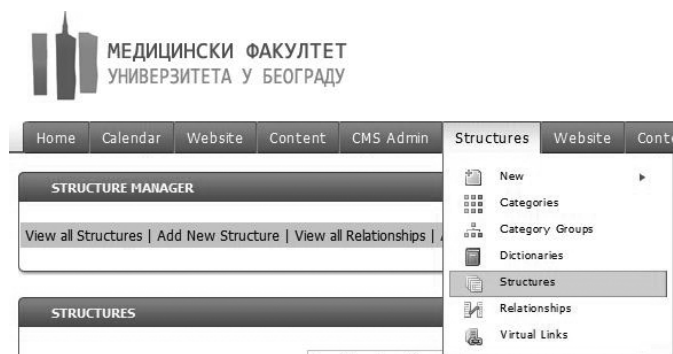 МЕДИЦИНСКИ ФАКУЛТЕТ
УНИВЕРЗИТЕТА У БЕОГРАДУ
Home Calendar Website Content CMS Admin Structures Website
STRUCTURE MANAGER
View all Structures | Add New Structure | View all Relationships |
New
Categories
Category Groups
Dictionaries
Structures
Relationships
Virtual Links
STRUCTURES